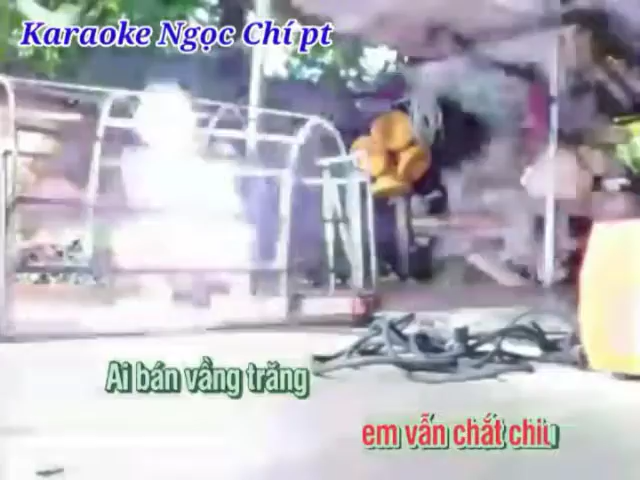 Karaoke Ngọc Chí pt
Ai bán vầng trăng
em vẫn chắt chiu